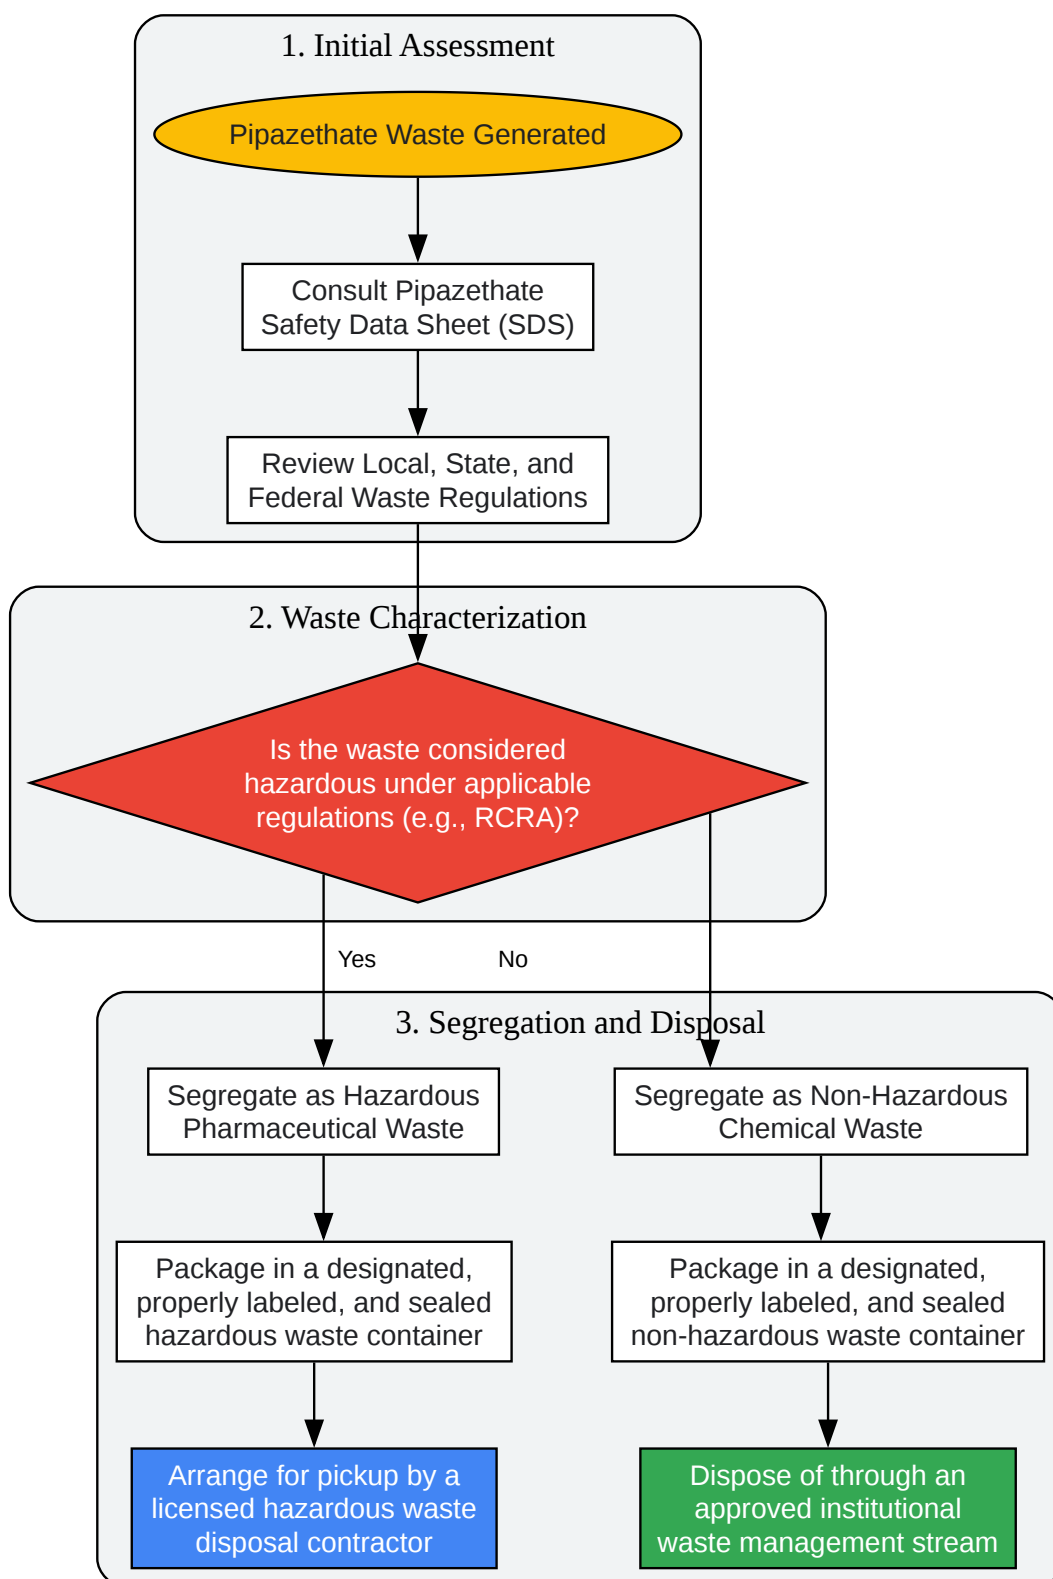 1. Initial Assessment
Pipazethate Waste Generated
Consult Pipazethate
Safety Data Sheet (SDS)
Review Local, State, and
Federal Waste Regulations
2. Waste Characterization
Is the waste considered
hazardous under applicable
regulations (e.g., RCRA)?
Yes
No
3. Segregation and Disposal
Segregate as Hazardous
Pharmaceutical Waste
Segregate as Non-Hazardous
Chemical Waste
Package in a designated,
properly labeled, and sealed
hazardous waste container
Package in a designated,
properly labeled, and sealed
non-hazardous waste container
Arrange for pickup by a
licensed hazardous waste
disposal contractor
Dispose of through an
approved institutional
waste management stream